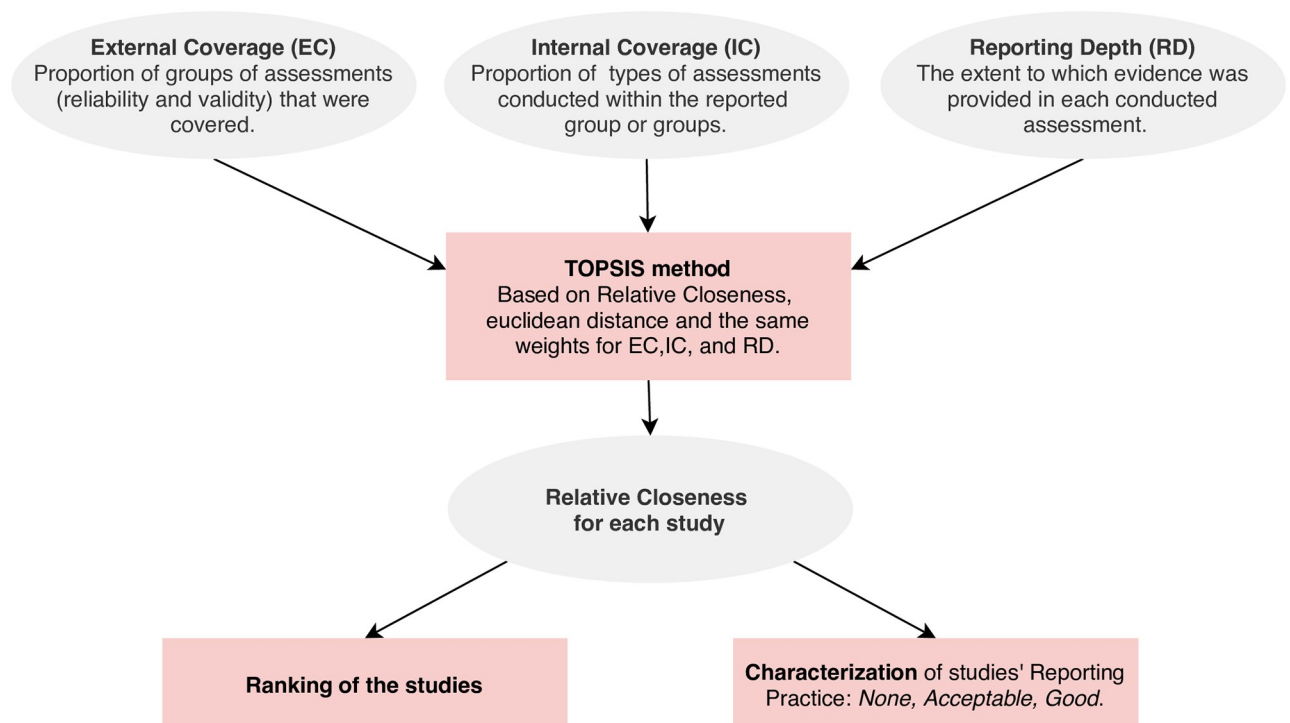 External Coverage (EC)
Proportion of groups of assessments
(reliability and validity) that were
covered.
Internal Coverage (IC)
Proportion of types of assessments
conducted within the reported
group or groups.
Reporting Depth (RD)
The extent to which evidence was
provided in each conducted
assessment.
TOPSIS method
Based on Relative Closeness,
euclidean distance and the same
weights for EC,IC, and RD.
Relative Closeness
for each study
Ranking of the studies
Characterization of studies' Reporting
Practice: None, Acceptable, Good.